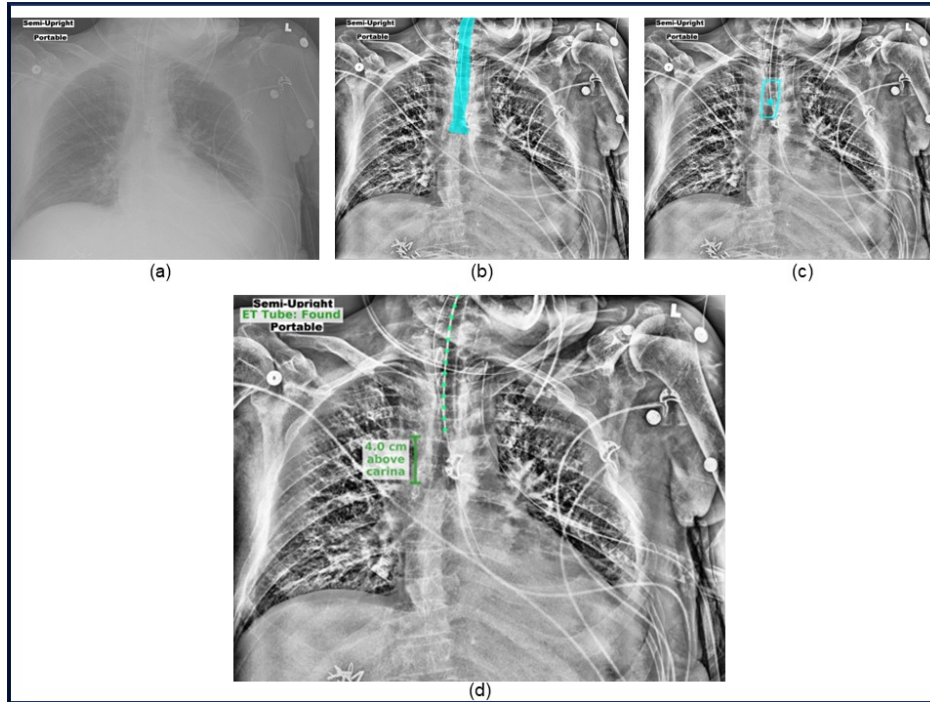 Semi-Upright
Portable
L
Semi-Upright
Portable
Semi-Upright
Portable
(a)
(b)
(c)
Semi-Upright
ET Tube: Found
Portable
L
4.0 cm
above
carina
(d)